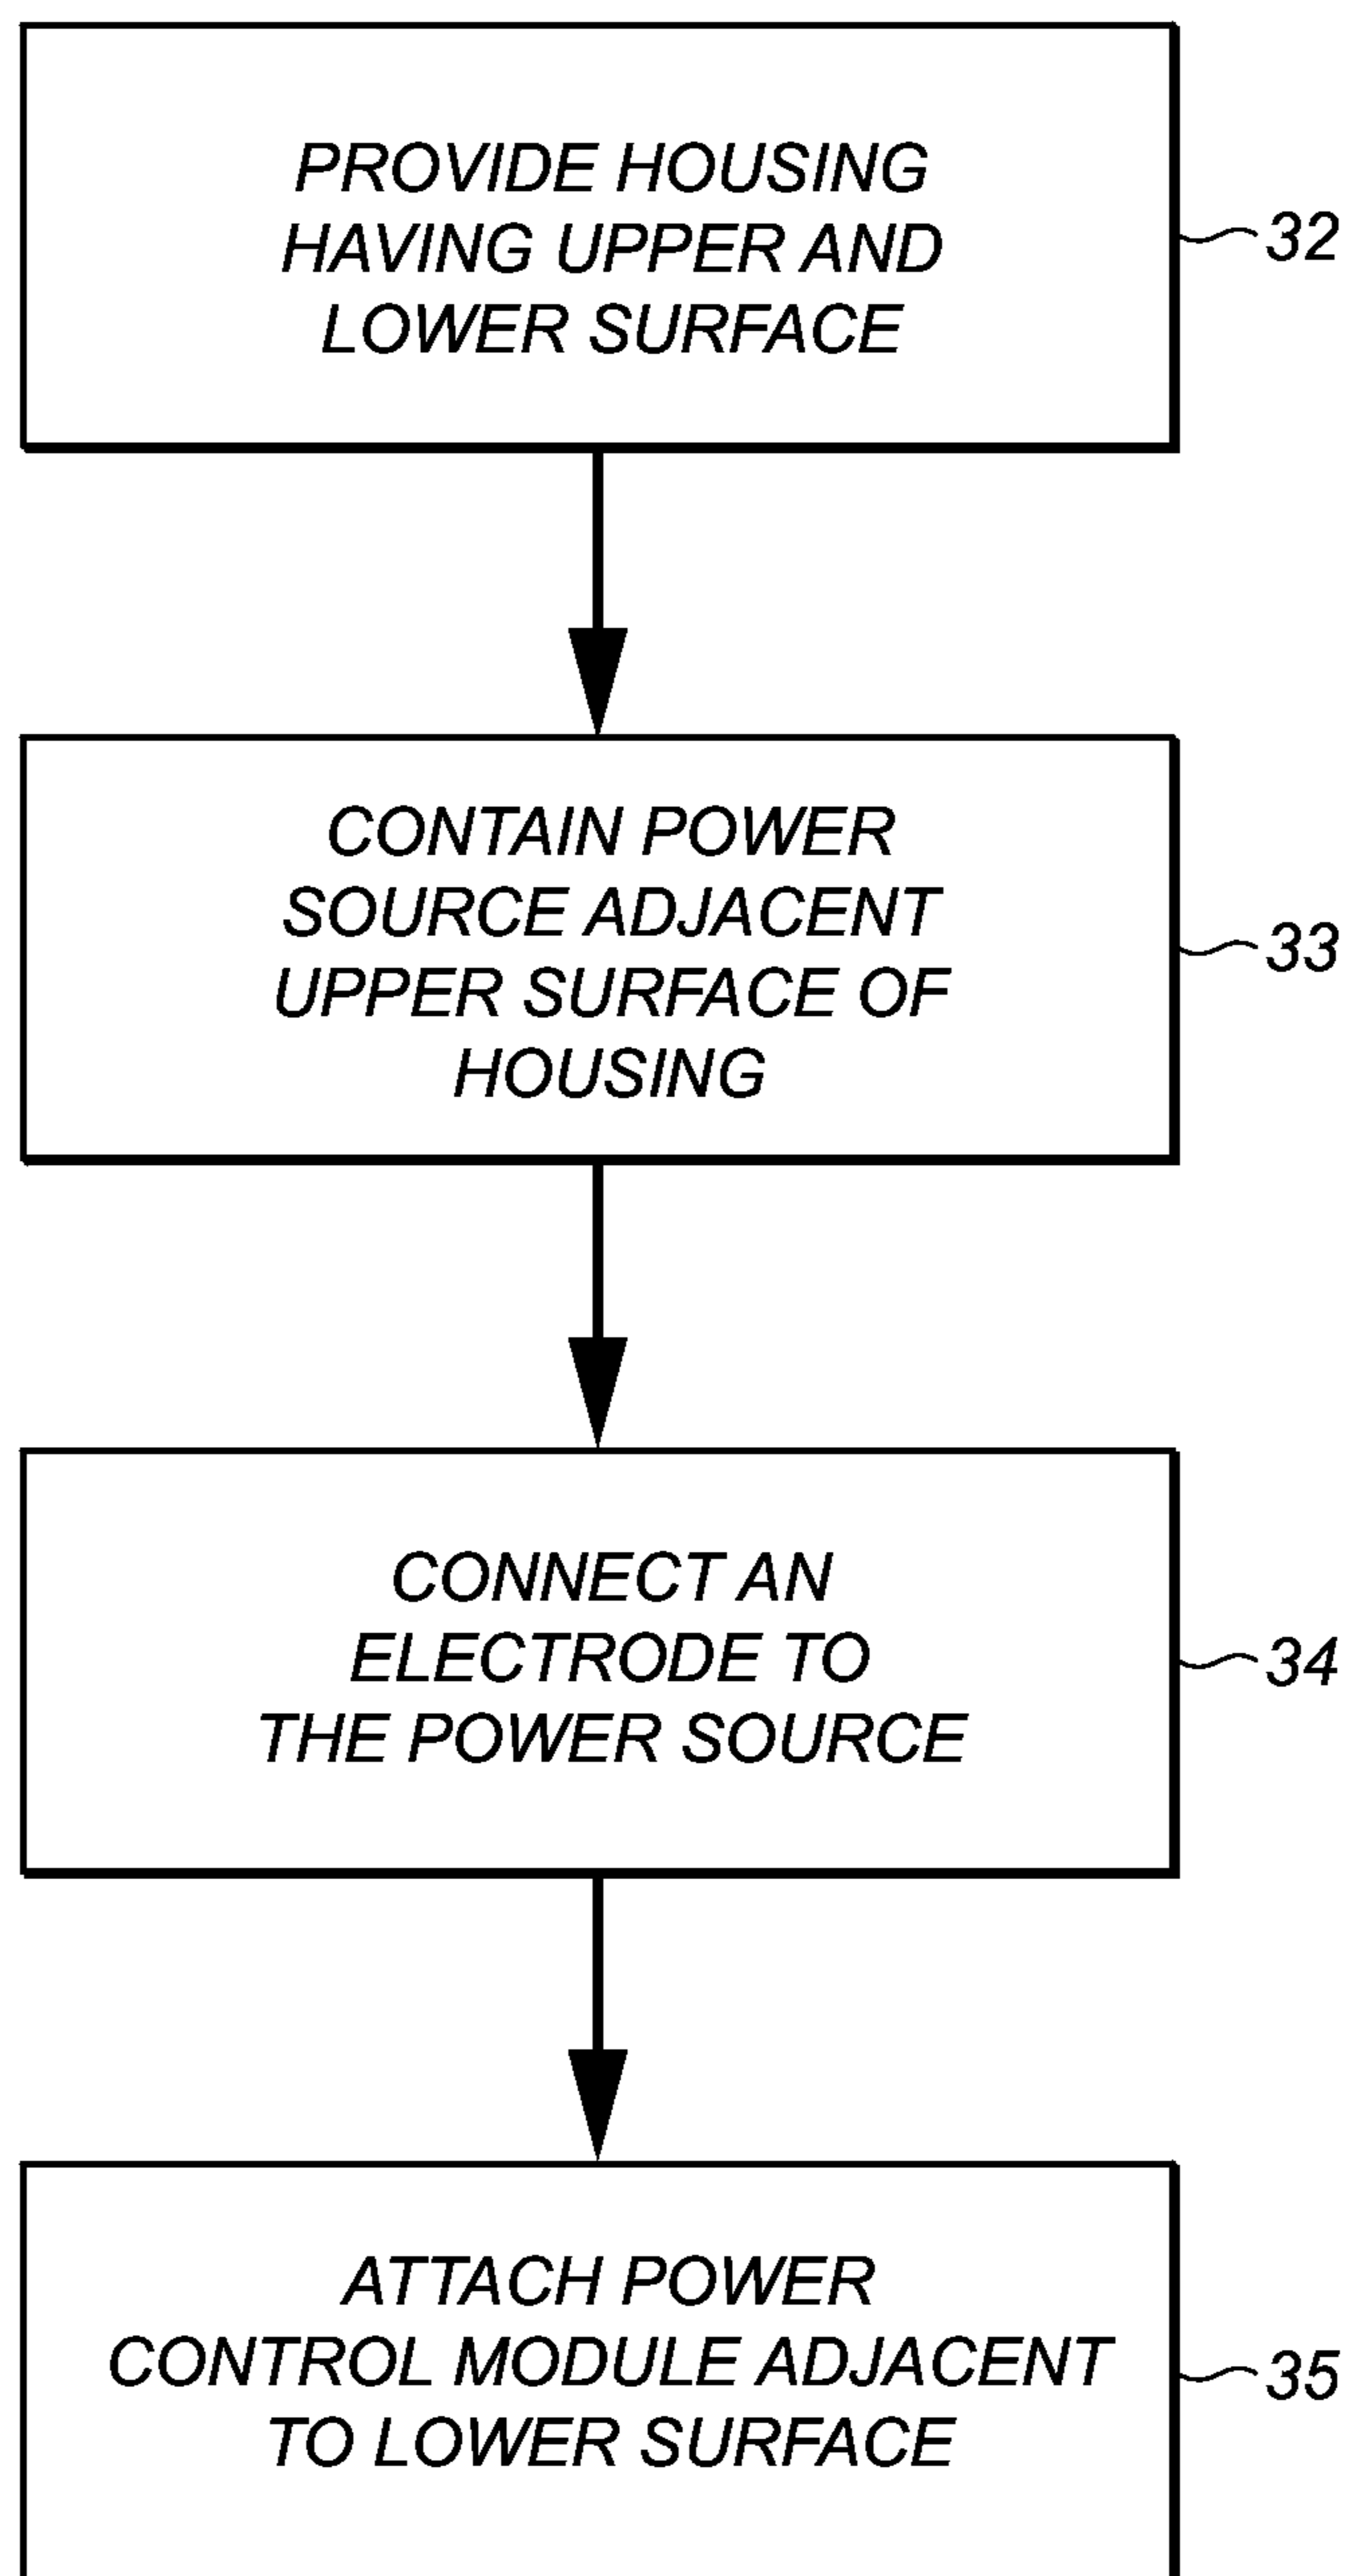 PROVIDE HOUSING
HAVING UPPER AND
LOWER SURFACE
32
CONTAIN POWER
SOURCE ADJACENT
UPPER SURFACE OF
HOUSING
33
CONNECT AN
ELECTRODE TO
THE POWER SOURCE
34
ATTACH POWER
CONTROL MODULE ADJACENT
TO LOWER SURFACE
35